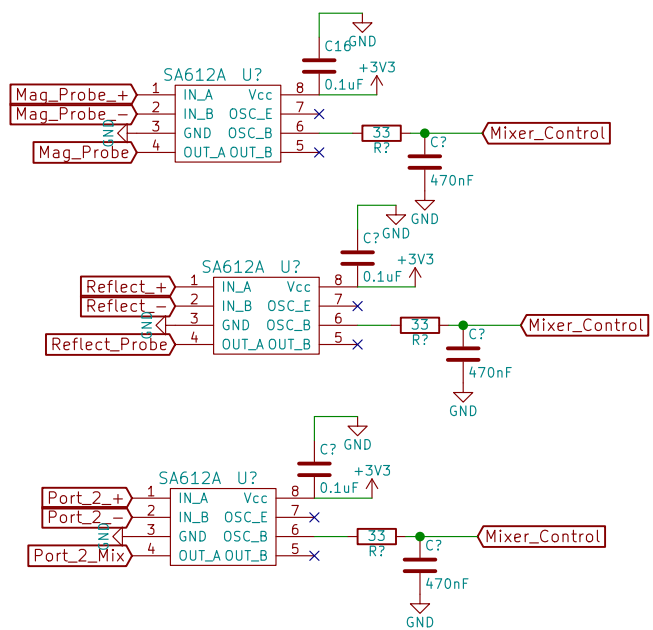 C16
GND
+3V3
SA612A U?
0.1uF
Mag_Probe_+ 1 IN_A Vcc 8
Mag_Probe_- 2 IN_B OSC_E 7
GND 3 GND OSC_B 6 33 Mixer_Control
Mag_Probe 4 OUT_A OUT_B 5 R? C?
470nF
GND
C? GND
+3V3
SA612A U?
0.1uF
Reflect_+ 1 IN_A Vcc 8
Reflect_- 2 IN_B OSC_E 7
GND 3 GND OSC_B 6 33 Mixer_Control
Reflect_Probe 4 OUT_A OUT_B 5 R? C?
470nF
GND
C? GND
+3V3
SA612A U?
0.1uF
Port_2_+ 1 IN_A Vcc 8
Port_2_- 2 IN_B OSC_E 7
GND 3 GND OSC_B 6 33 Mixer_Control
Port_2_Mix 4 OUT_A OUT_B 5 R? C?
470nF
GND